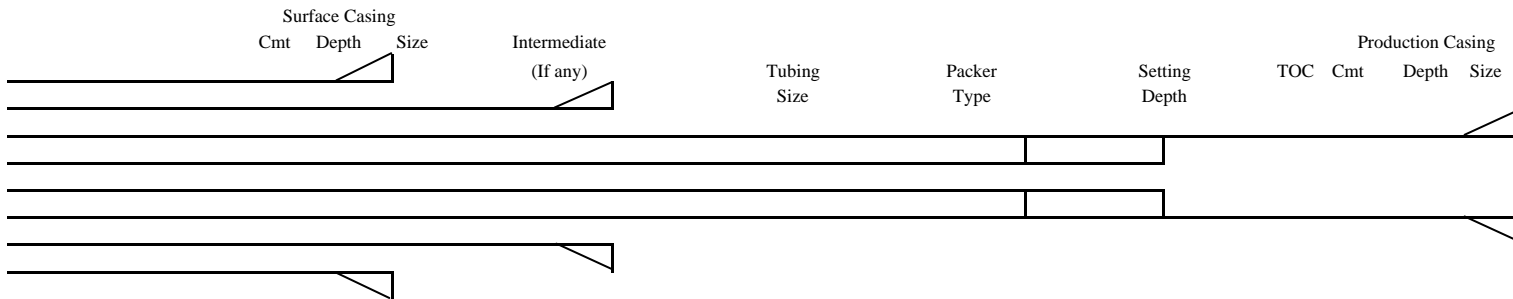 Surface Casing
Cmt Depth Size
Intermediate
(If any)
Tubing
Size
Packer
Type
Setting
Depth
Production Casing
TOC Cmt Depth Size